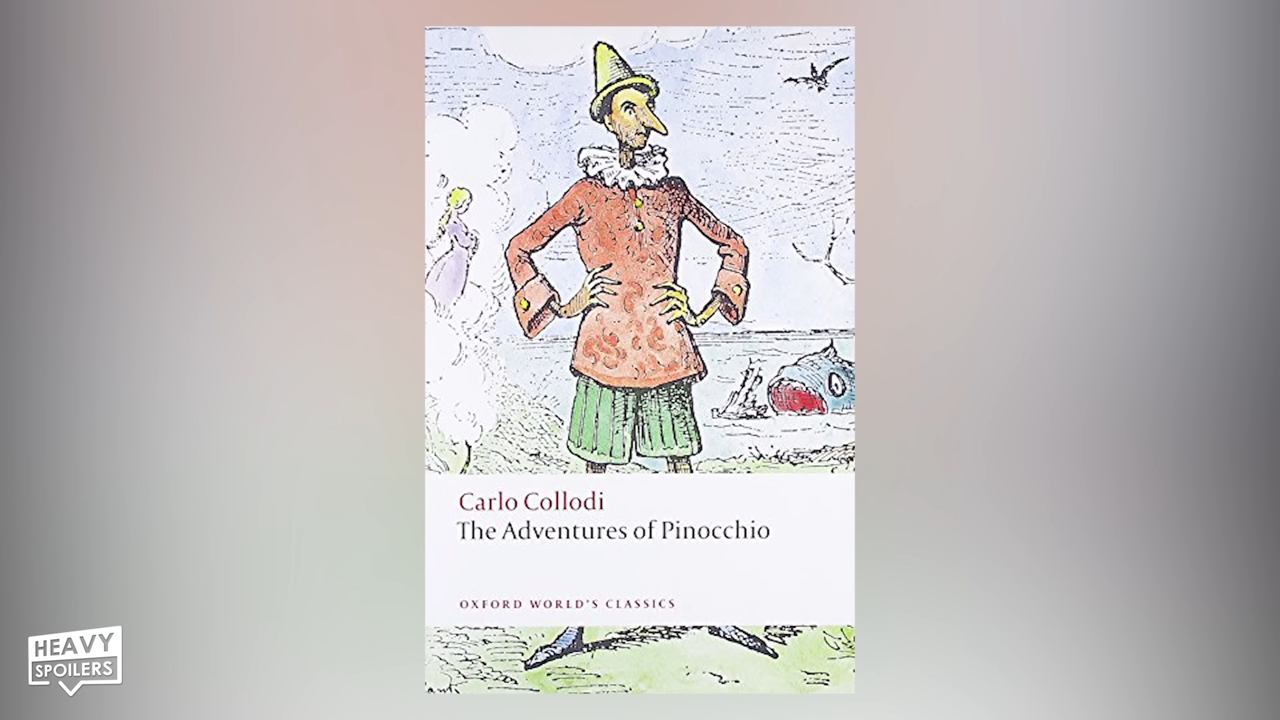 Carlo Collodi
The Adventures of Pinocchio
OXFORD WORLD'S CLASSICS
HEAVY
SPOILERS